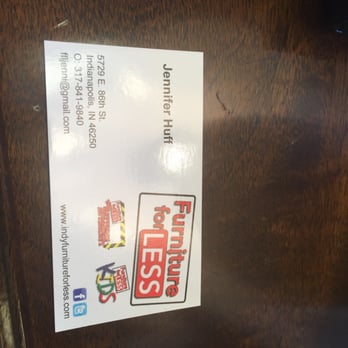 Jennifer Huff
5729 E. 86th St.
Indianapolis, IN 46250
O: 317-841-9840
ffljenni@gmail.com
Furniture
for LESS
KiDS
www.indyfurnitureforless.com